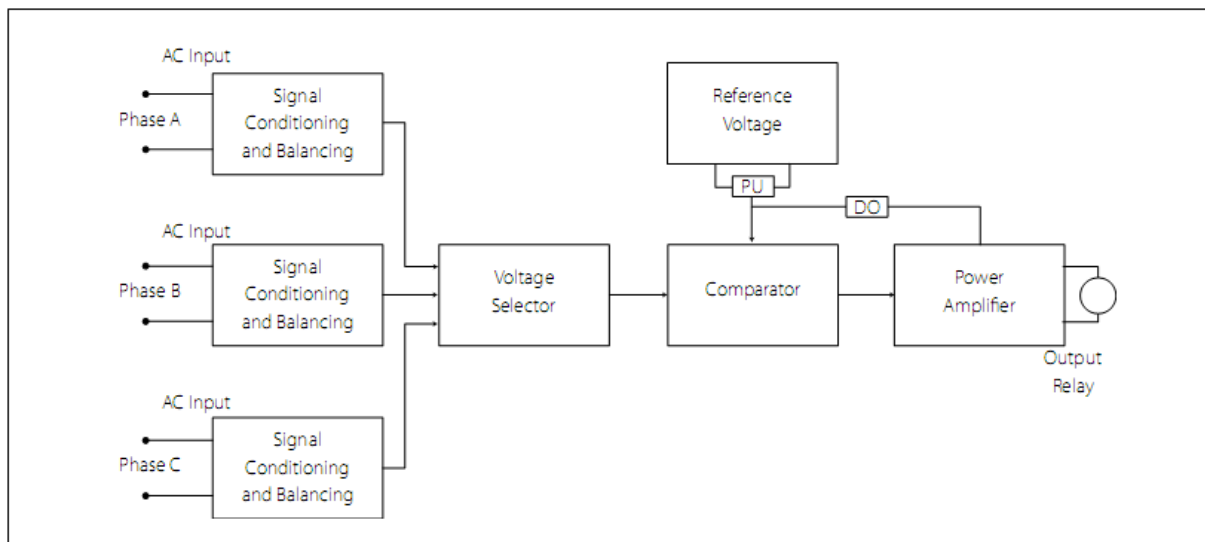 AC Input
Phase A
Signal
Conditioning
and Balancing
AC Input
Phase B
Signal
Conditioning
and Balancing
AC Input
Phase C
Signal
Conditioning
and Balancing
Voltage
Selector
Reference
Voltage
PU
DO
Comparator
Power
Amplifier
Output
Relay